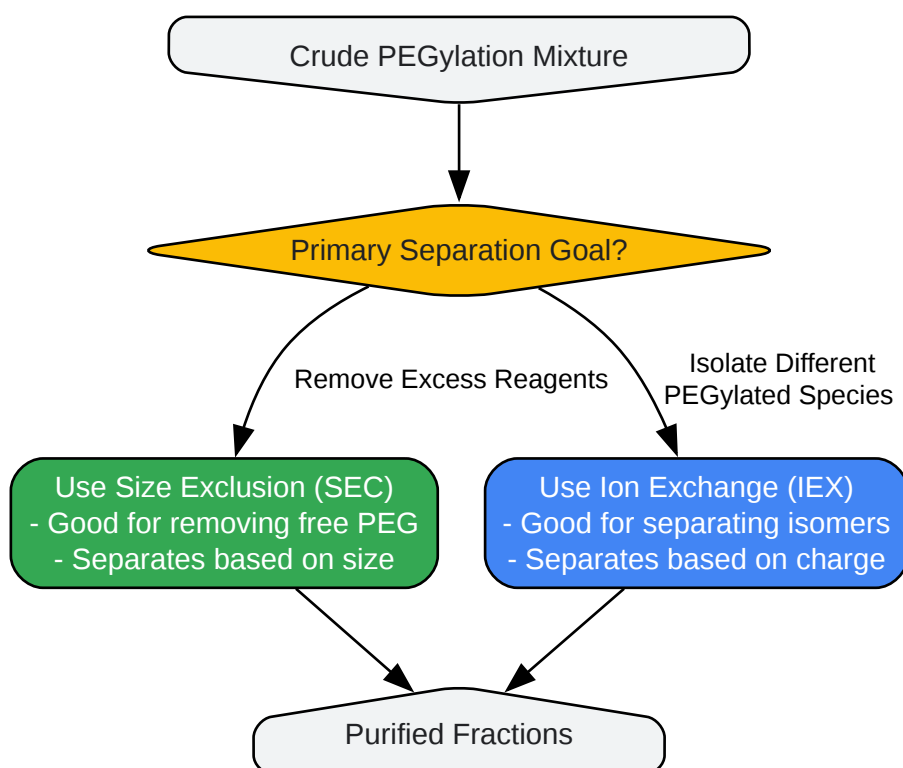 Crude PEGylation Mixture
Primary Separation Goal?
Remove Excess Reagents
Isolate Different
PEGylated Species
Use Size Exclusion (SEC)
- Good for removing free PEG
- Separates based on size
Use Ion Exchange (IEX)
- Good for separating isomers
- Separates based on charge
Purified Fractions